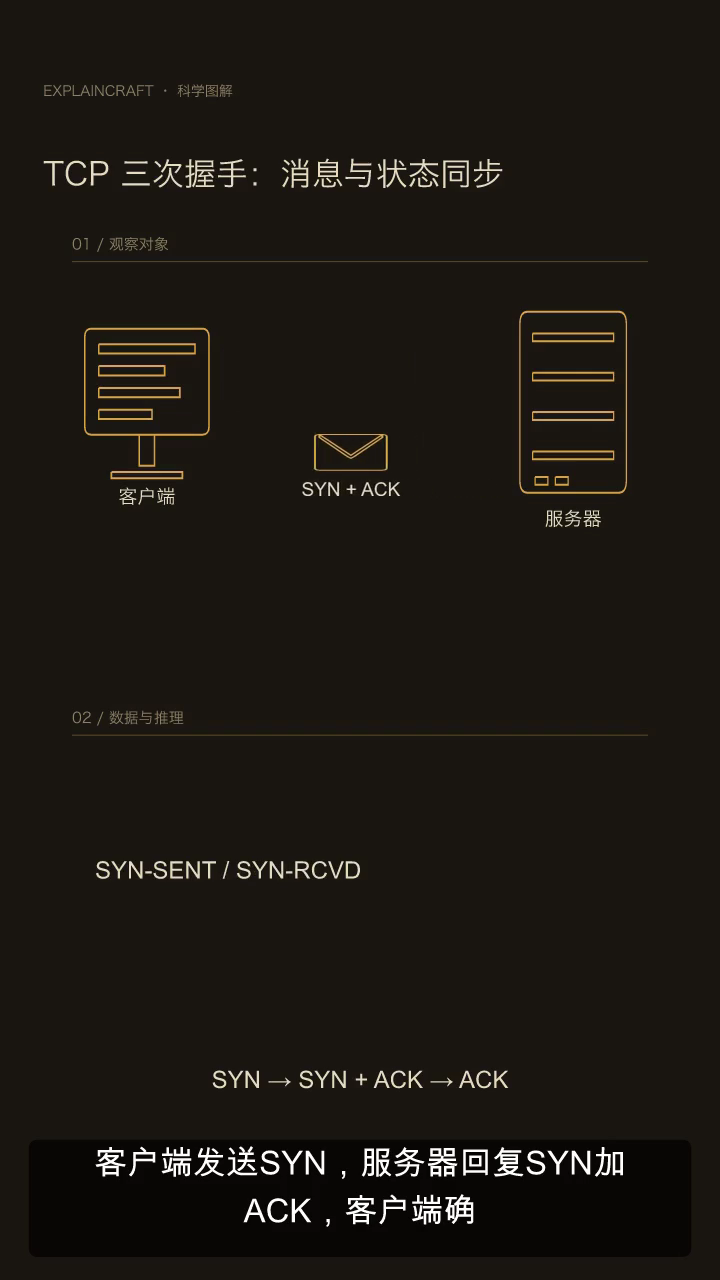 EXPLAINCRAFT · 科学图解
TCP 三次握手：消息与状态同步
01 / 观察对象
客户端
SYN + ACK
服务器
02 / 数据与推理
SYN-SENT / SYN-RCVD
SYN → SYN + ACK → ACK
客户端发送SYN，服务器回复SYN加
ACK，客户端确